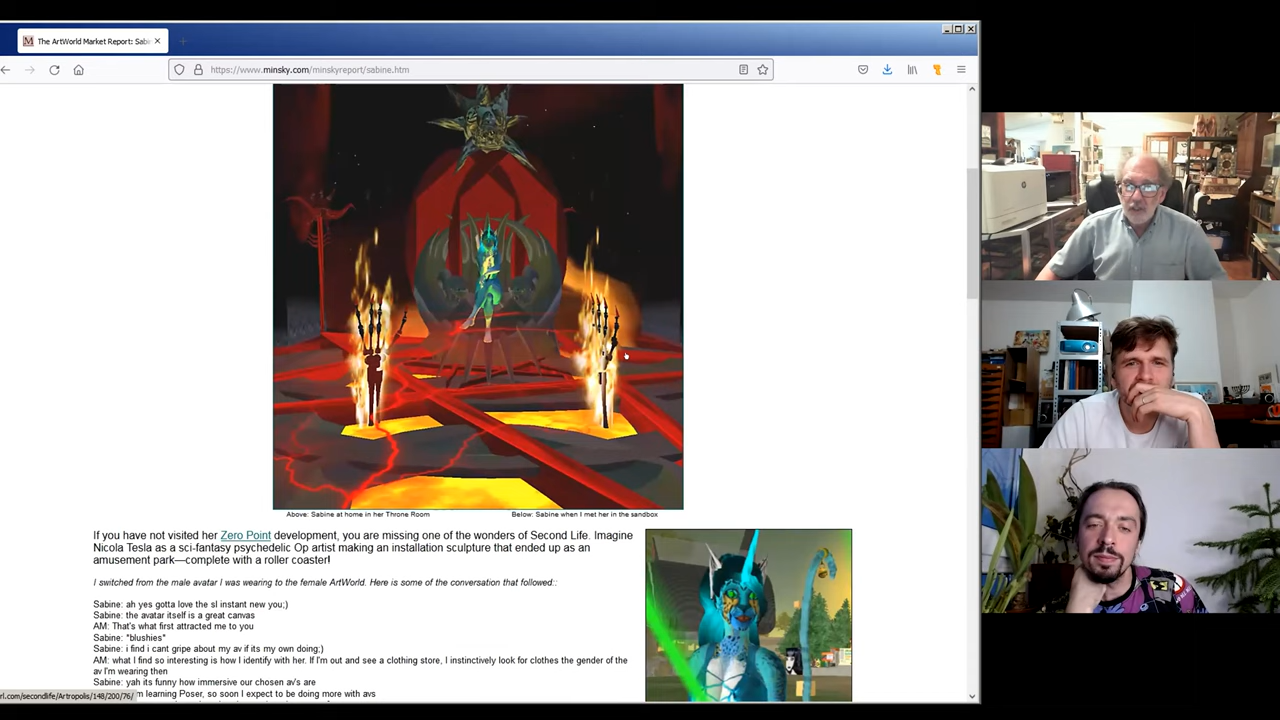 The ArtWorld Market Report: Sabi
https://www.minsky.com/minskyreport/sabine.htm
Above: Sabine at home in her Throne Room
Below: Sabine when I met her in the sandbox
If you have not visited her Zero Point development, you are missing one of the wonders of Second Life. Imagine
Nicola Tesla as a sci-fantasy psychedelic Op artist making an installation sculpture that ended up as an
amusement park—complete with a roller coaster!
I switched from the male avatar I was wearing to the female ArtWorld. Here is some of the conversation that followed::
Sabine: ah yes gotta love the sl instant new you;)
Sabine: the avatar itself is a great canvas
AM: That's what first attracted me to you
Sabine: *blushies*
Sabine: i find i cant gripe about my av if its my own doing;)
AM: what I find so interesting is how I identify with her. If I'm out and see a clothing store, I instinctively look for clothes the gender of the
av I'm wearing then
Sabine: yah its funny how immersive our chosen av's are
m learning Poser, so soon I expect to be doing more with avs
rl.com/secondlife/Artropolis/148/200/76/